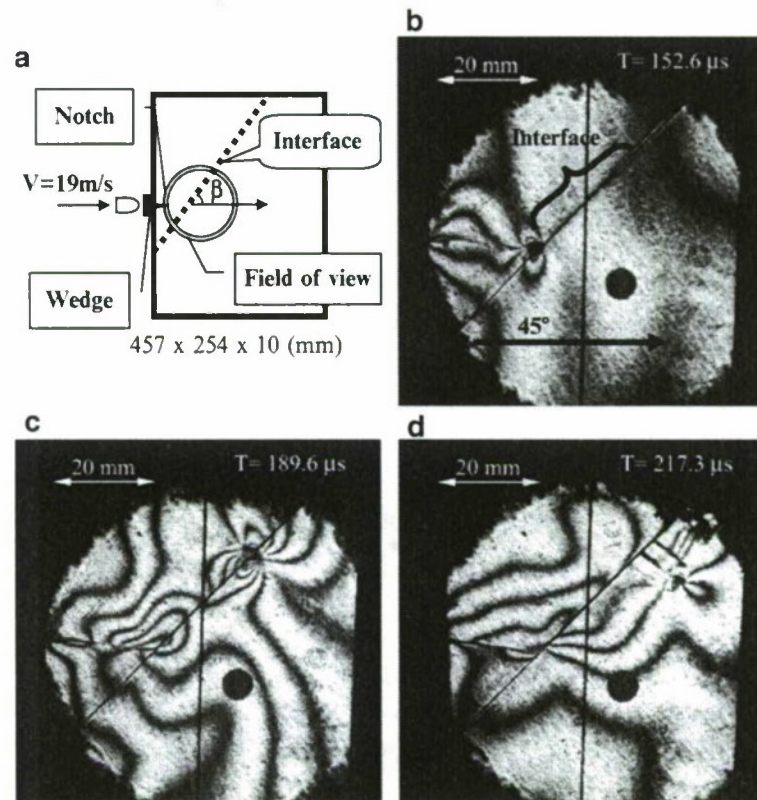 a
Notch
Interface
V=19m/s
β
Field of view
Wedge
457 x 254 x 10 (mm)
b
20 mm
T= 152.6 μs
Interface
45°
c
20 mm
T= 189.6 μs
d
20 mm
T= 217.3 μs